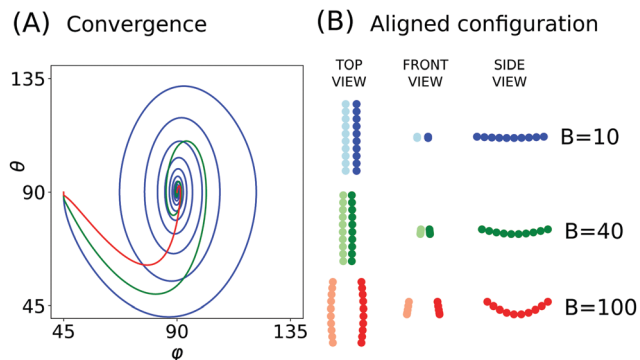 (A) Convergence
θ
135
90
45
45 90 135
φ
(B) Aligned configuration
TOP VIEW
FRONT VIEW
SIDE VIEW
B=10
B=40
B=100